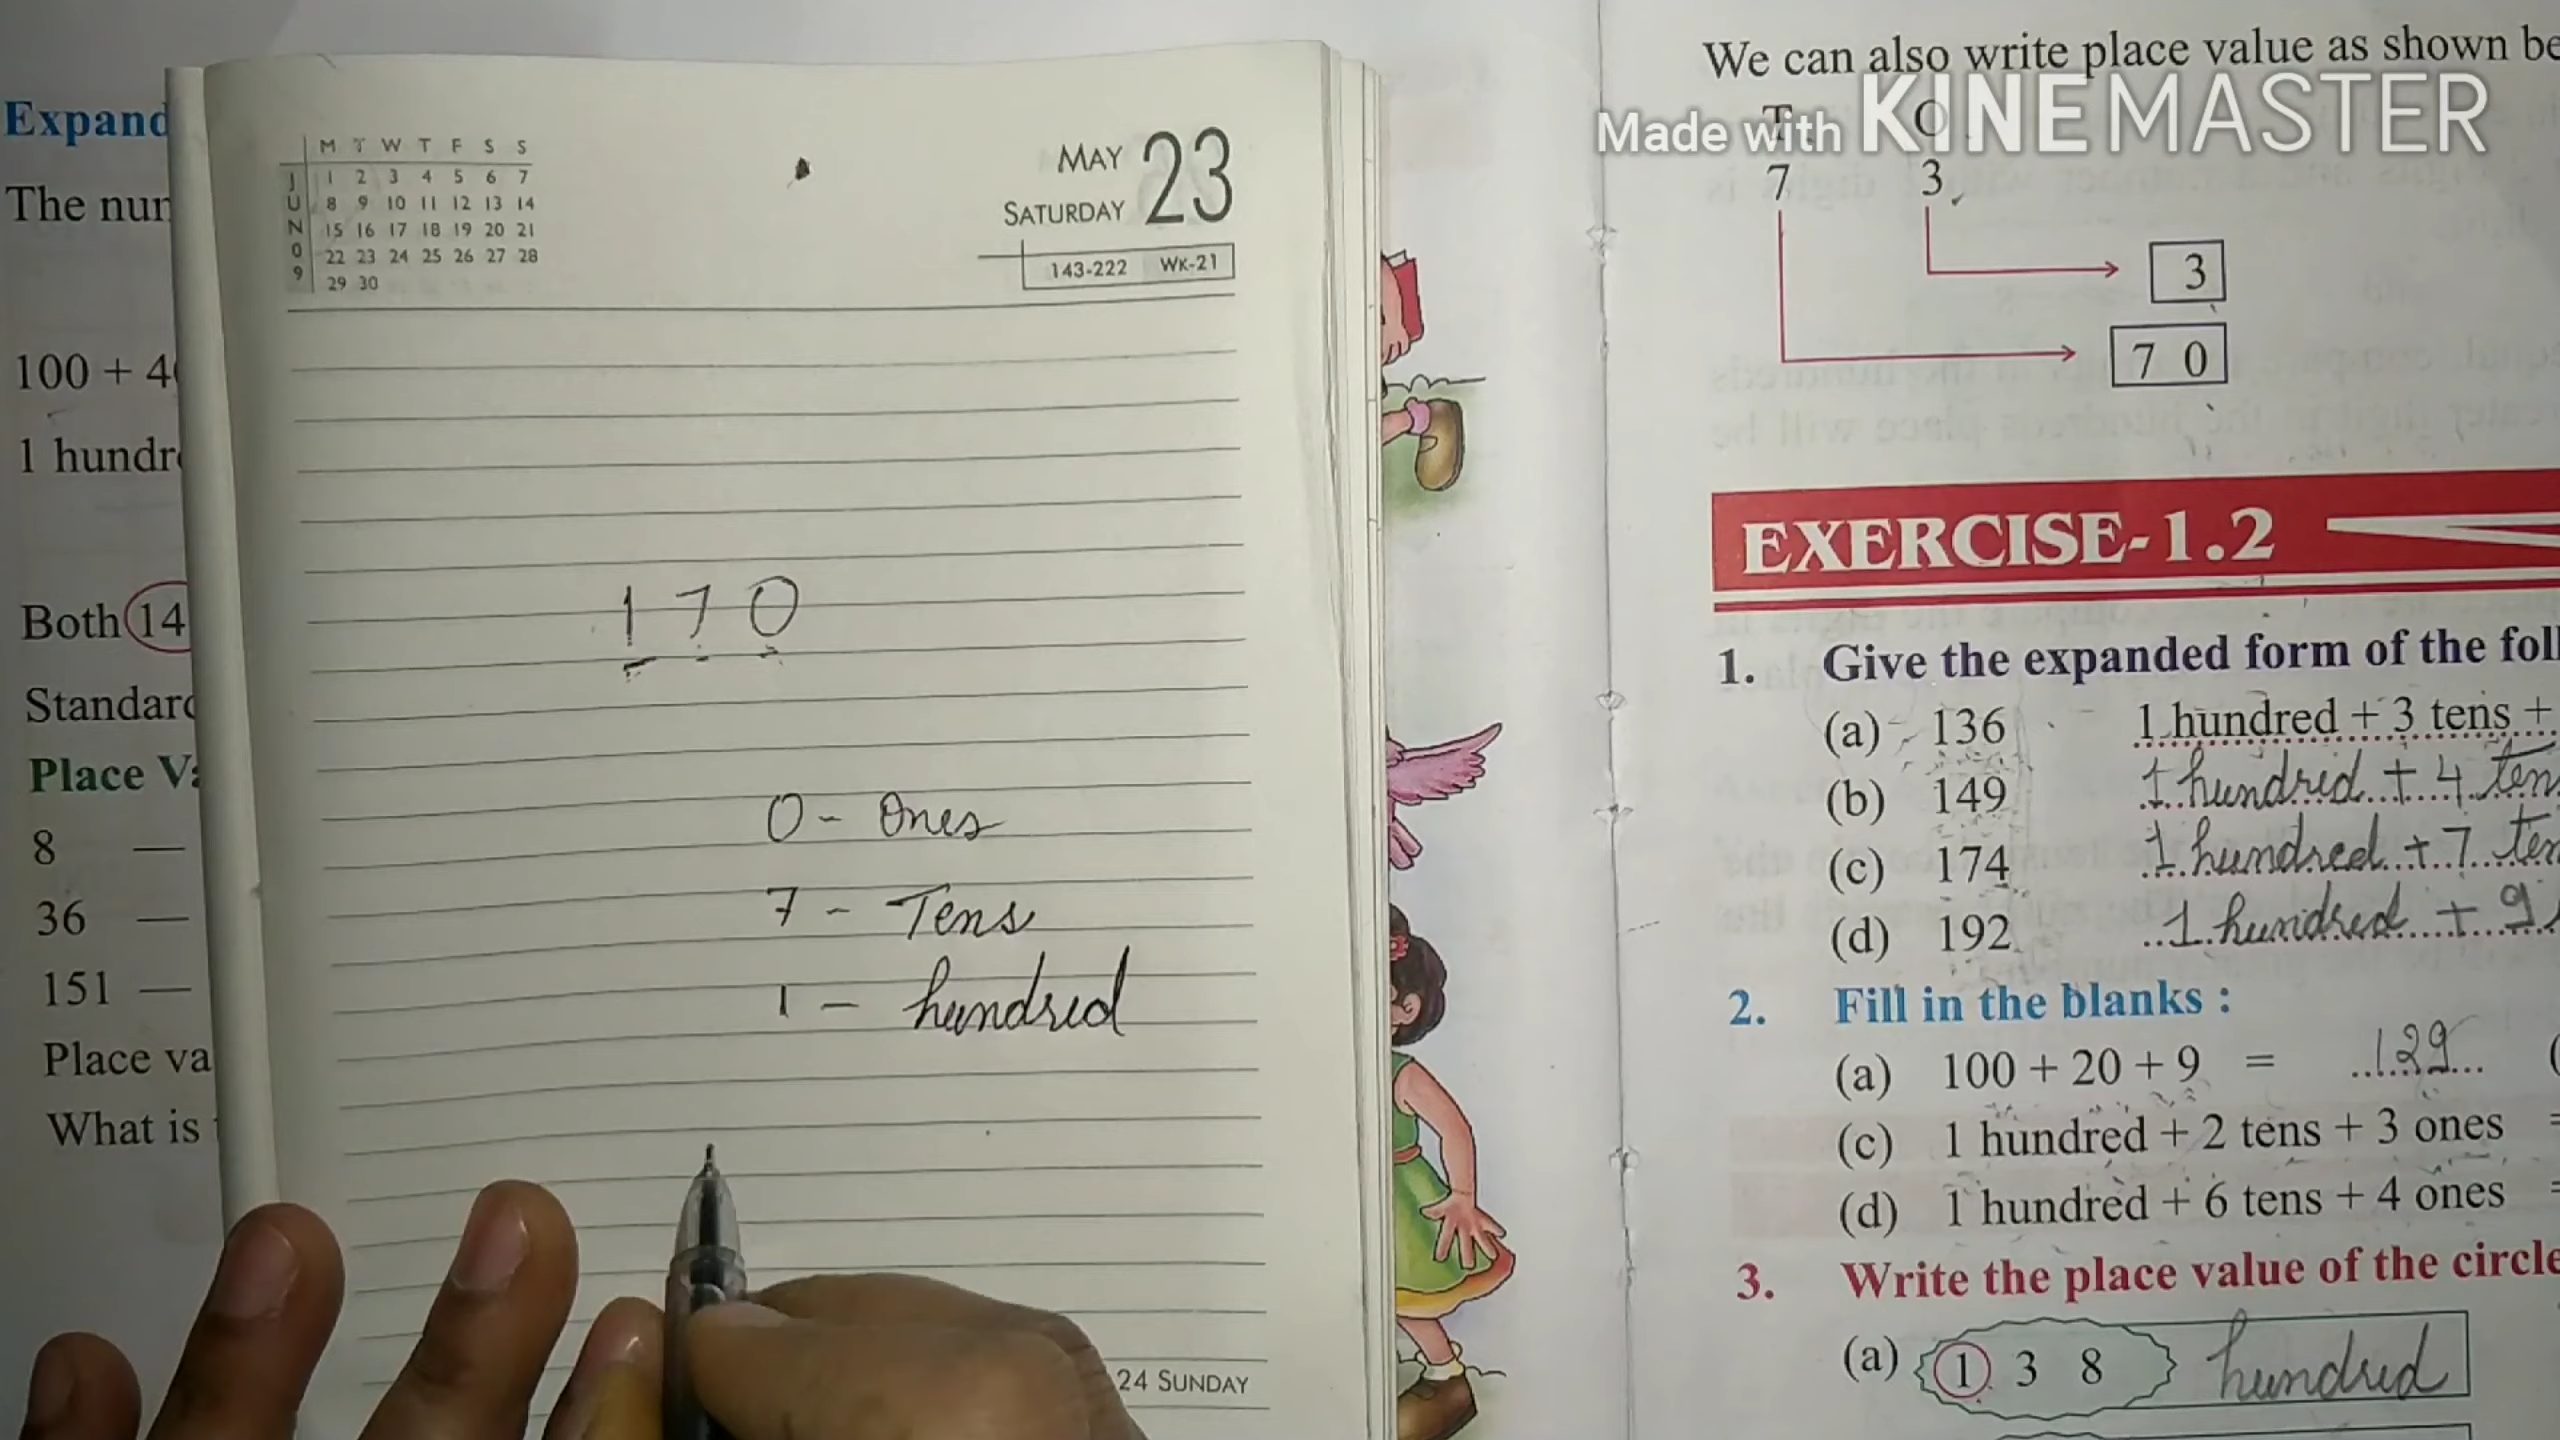 Expand
The nur
100 + 4
1 hundr
Both 14
Standard
Place Va
8 —
36 —
151 —
Place va
What is
M T W T F S S
1 2 3 4 5 6 7
8 9 10 11 12 13 14
15 16 17 18 19 20 21
22 23 24 25 26 27 28
29 30
JUN 09
MAY 23
SATURDAY
143-222 WK-21
1 7 0
0 - Ones
7 - Tens
1 - hundred
24 SUNDAY
We can also write place value as shown be
Made with KINEMASTER
T O
7 3
3
7 0
EXERCISE-1.2
1. Give the expanded form of the foll
(a) 136 1 hundred + 3 tens +
(b) 149 1 hundred + 4 ten
(c) 174 1 hundred + 7 ten
(d) 192 1 hundred + 9
2. Fill in the blanks :
(a) 100 + 20 + 9 = 129 (
(c) 1 hundred + 2 tens + 3 ones =
(d) 1 hundred + 6 tens + 4 ones =
3. Write the place value of the circle
(a) 1 3 8 hundred